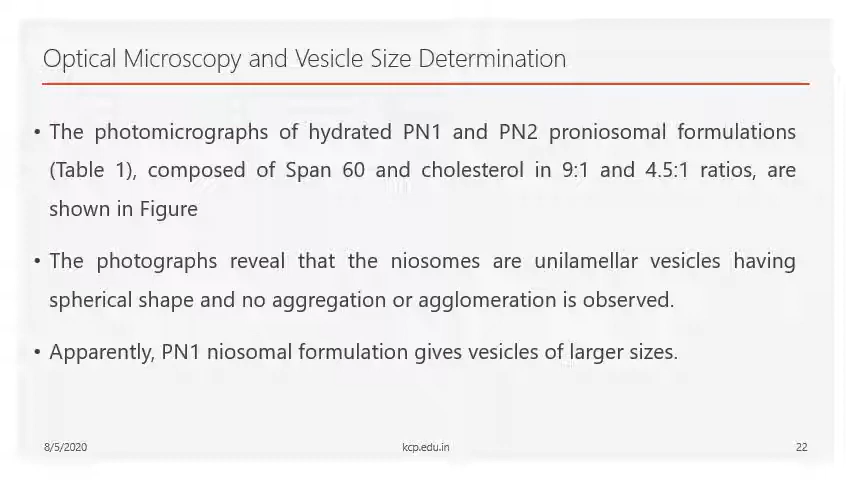 Optical Microscopy and Vesicle Size Determination
• The photomicrographs of hydrated PN1 and PN2 proniosomal formulations
(Table 1), composed of Span 60 and cholesterol in 9:1 and 4.5:1 ratios, are
shown in Figure
• The photographs reveal that the niosomes are unilamellar vesicles having
spherical shape and no aggregation or agglomeration is observed.
• Apparently, PN1 niosomal formulation gives vesicles of larger sizes.
8/5/2020 kcp.edu.in 22